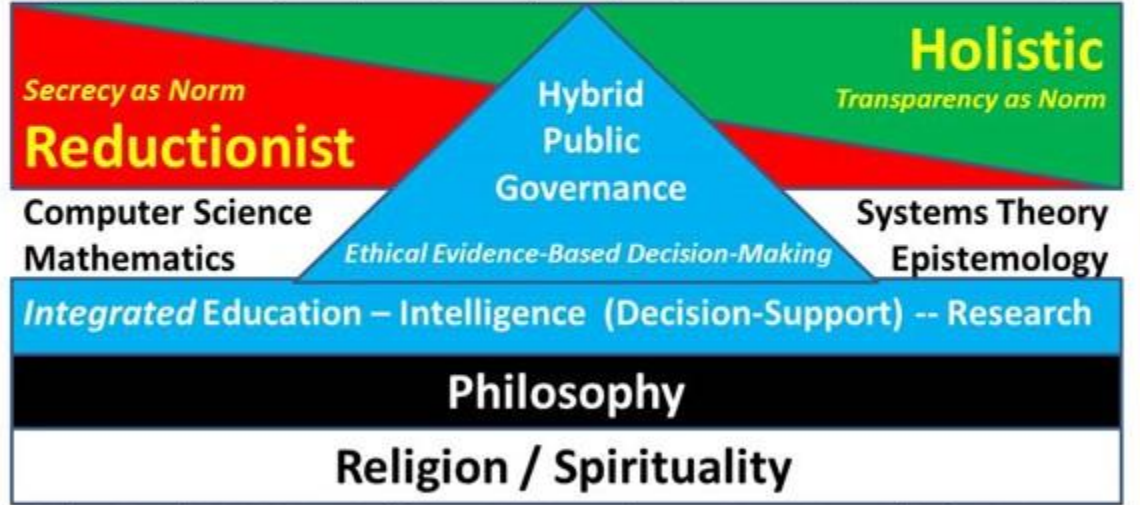 Secrecy as Norm
Reductionist
Computer Science
Mathematics
Hybrid
Public
Governance
Ethical Evidence-Based Decision-Making
Holistic
Transparency as Norm
Systems Theory
Epistemology
Integrated Education – Intelligence (Decision-Support) -- Research
Philosophy
Religion / Spirituality